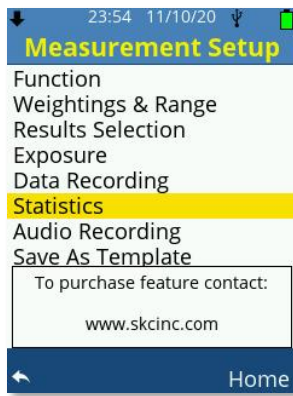 23:54 11/10/20
Measurement Setup
Function
Weightings & Range
Results Selection
Exposure
Data Recording
Statistics
Audio Recording
Save As Template
To purchase feature contact:
www.skcinc.com
Home